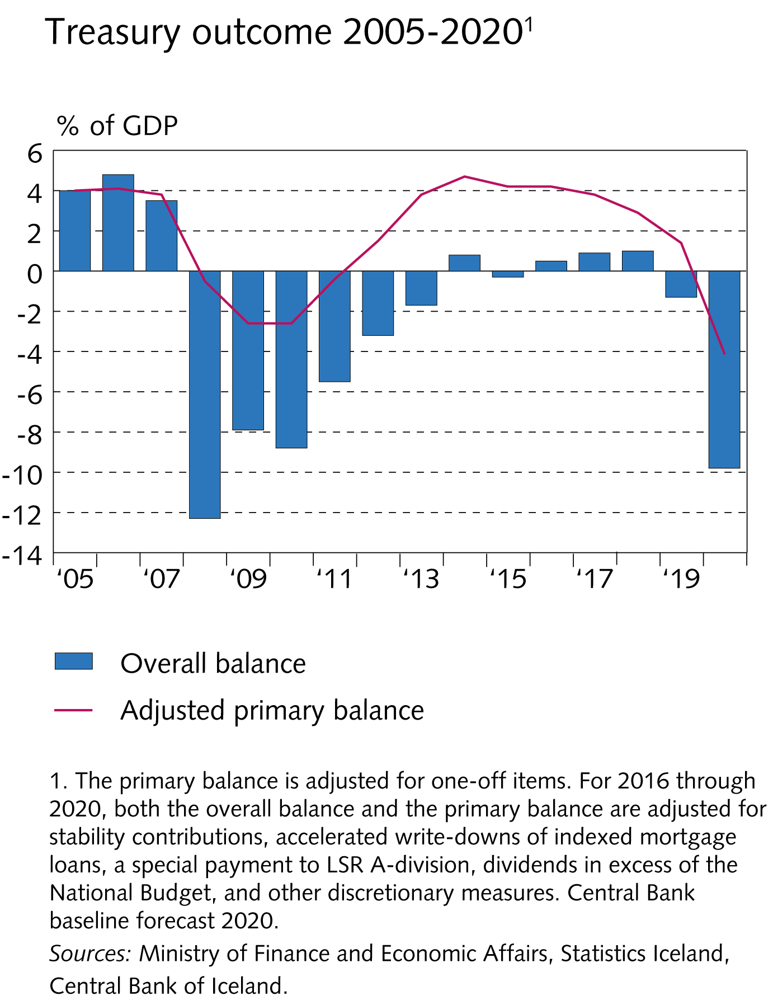 Treasury outcome 2005-2020¹
% of GDP
6
4
2
0
-2
-4
-6
-8
-10
-12
-14
‘05 ‘07 ‘09 ‘11 ‘13 ‘15 ‘17 ‘19
Overall balance
Adjusted primary balance
1. The primary balance is adjusted for one-off items. For 2016 through
2020, both the overall balance and the primary balance are adjusted for
stability contributions, accelerated write-downs of indexed mortgage
loans, a special payment to LSR A-division, dividends in excess of the
National Budget, and other discretionary measures. Central Bank
baseline forecast 2020.
Sources: Ministry of Finance and Economic Affairs, Statistics Iceland,
Central Bank of Iceland.